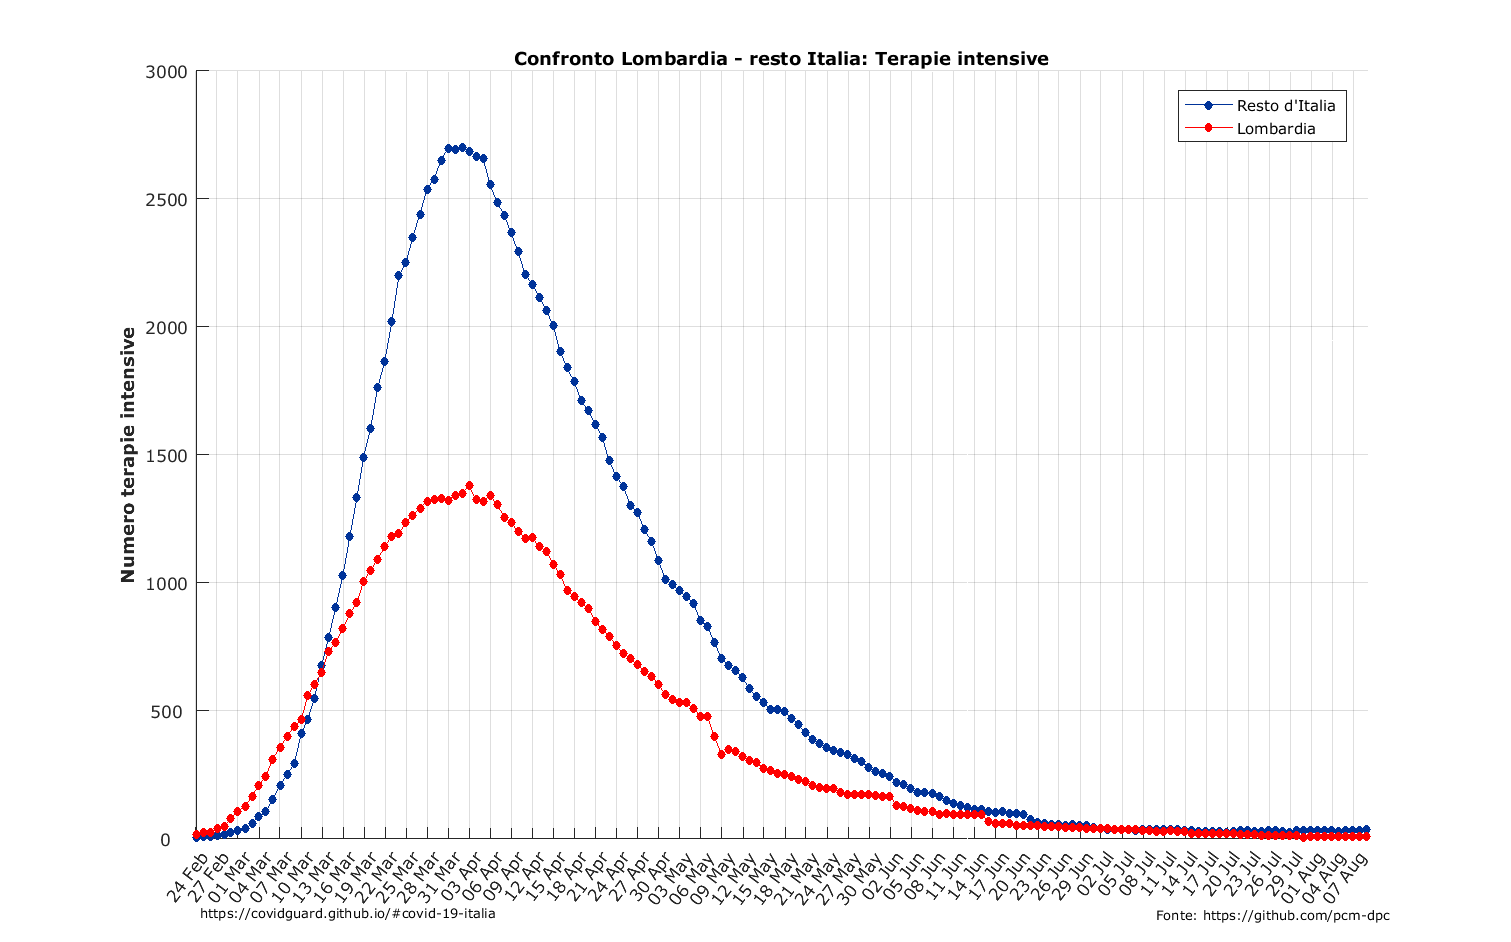 Confronto Lombardia - resto Italia: Terapie intensive
Resto d'Italia
Lombardia
Numero terapie intensive
3000
2500
2000
1500
1000
500
0
24 Feb
27 Feb
01 Mar
04 Mar
07 Mar
10 Mar
13 Mar
16 Mar
19 Mar
22 Mar
25 Mar
28 Mar
31 Mar
03 Apr
06 Apr
09 Apr
12 Apr
15 Apr
18 Apr
21 Apr
24 Apr
27 Apr
30 Apr
03 May
06 May
09 May
12 May
15 May
18 May
21 May
24 May
27 May
30 May
02 Jun
05 Jun
08 Jun
11 Jun
14 Jun
17 Jun
20 Jun
23 Jun
26 Jun
29 Jun
02 Jul
05 Jul
08 Jul
11 Jul
14 Jul
17 Jul
20 Jul
23 Jul
26 Jul
29 Jul
01 Aug
04 Aug
07 Aug
https://covidguard.github.io/#covid-19-italia
Fonte: https://github.com/pcm-dpc